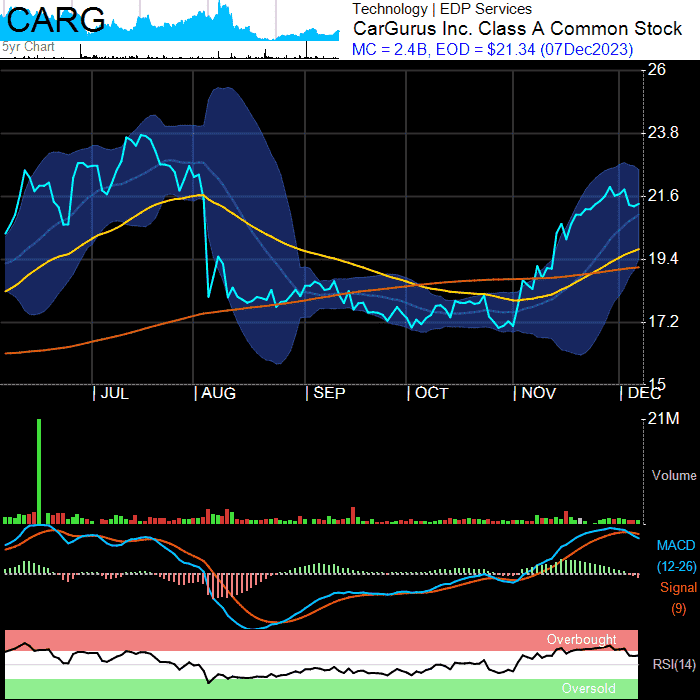 CARG
5yr Chart
Technology | EDP Services
CarGurus Inc. Class A Common Stock
MC = 2.4B, EOD = $21.34 (07Dec2023)
26
23.8
21.6
19.4
17.2
15
JUL
AUG
SEP
OCT
NOV
DEC
21M
Volume
MACD
(12-26)
Signal
(9)
Overbought
RSI(14)
Oversold